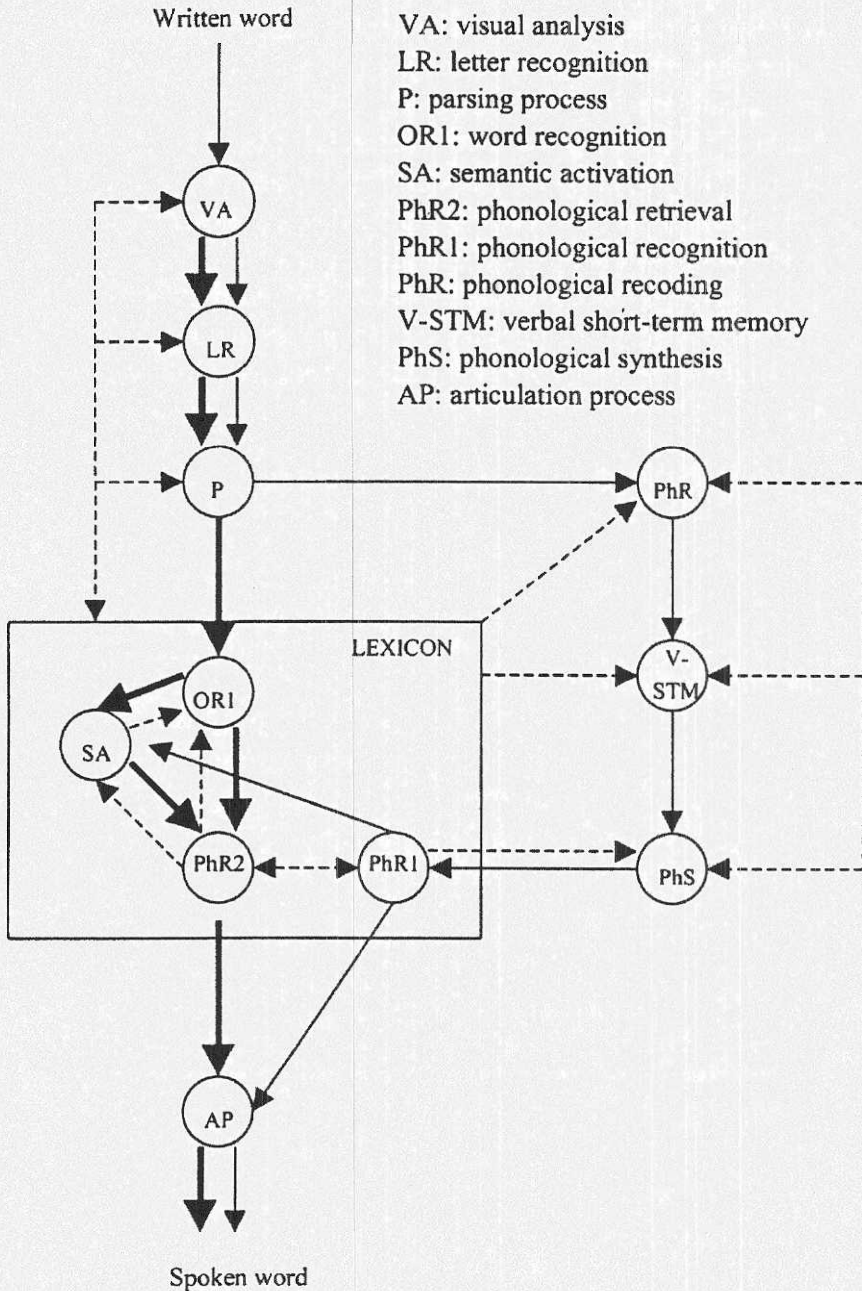 Written word
VA: visual analysis
LR: letter recognition
P: parsing process
OR1: word recognition
SA: semantic activation
PhR2: phonological retrieval
PhR1: phonological recognition
PhR: phonological recoding
V-STM: verbal short-term memory
PhS: phonological synthesis
AP: articulation process
VA
LR
P
PhR
LEXICON
OR1
V-
STM
SA
PhR2
PhR1
PhS
AP
Spoken word